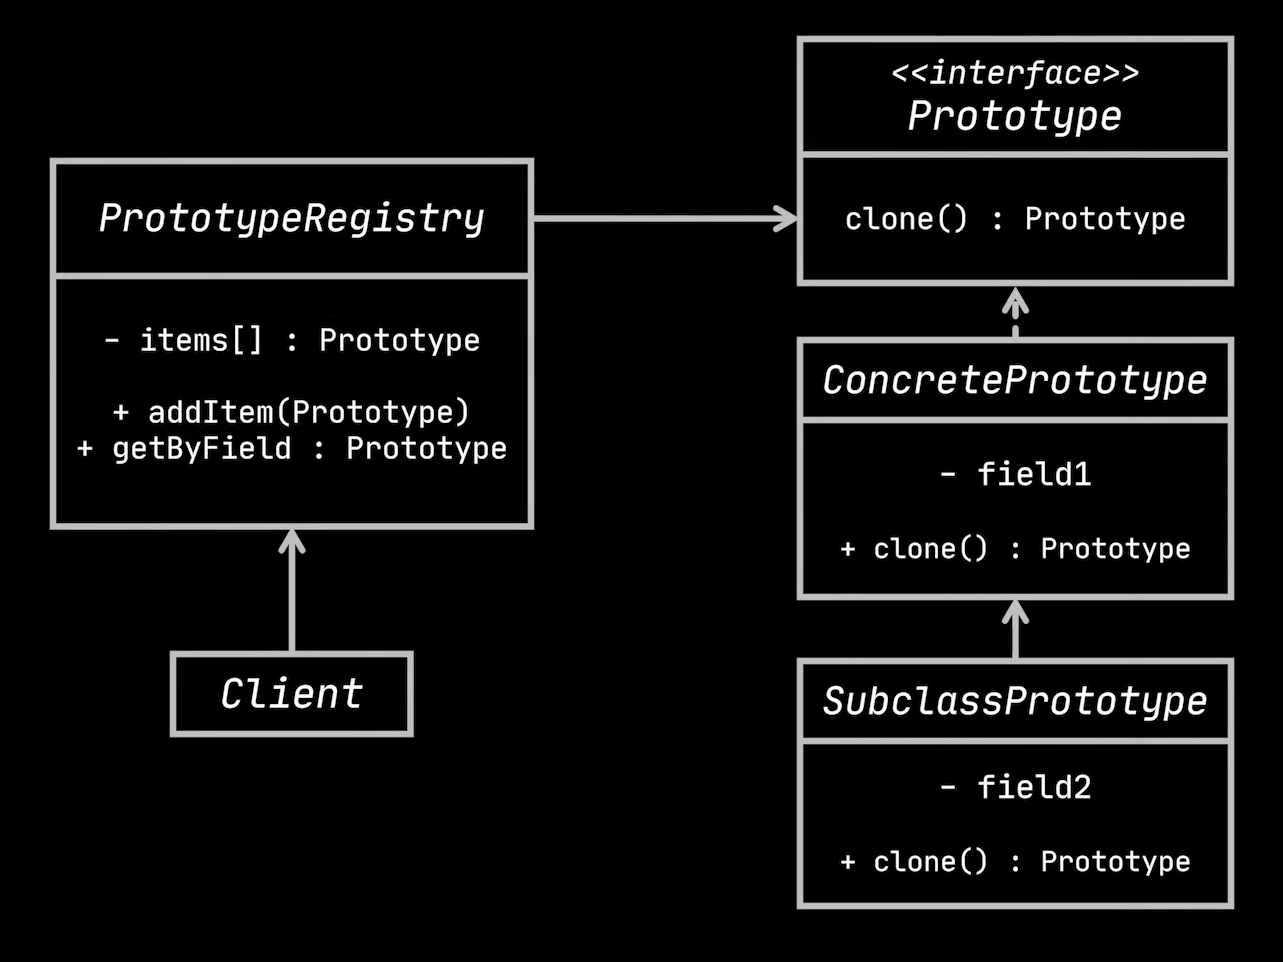 <<interface>>
Prototype
clone() : Prototype
PrototypeRegistry
- items[] : Prototype
+ addItem(Prototype)
+ getByField : Prototype
Client
ConcretePrototype
- field1
+ clone() : Prototype
SubclassPrototype
- field2
+ clone() : Prototype